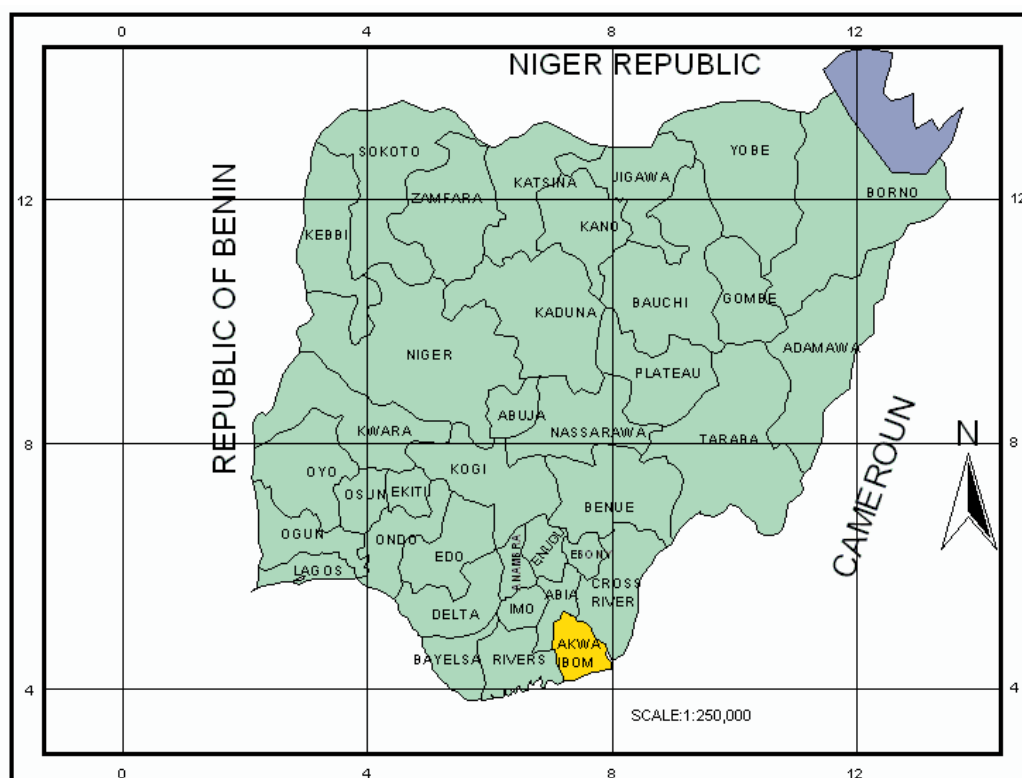 0 4 8 12
NIGER REPUBLIC
YOBE
SOKOTO
JIGAWA
KATSINA
ZAMFARA
BORNO
12 12
KANO
KEBBI
REPUBLIC OF BENIN
BAUCHI
GOMBE
KADUNA
ADAMAWA
NIGER
PLATEAU
ABUJA
KWARA
NASSARAWA
TARABA
8 8
N
OYO
KOGI
OSUN
EKITI
BENUE
CAMEROUN
OGUN
ONDO
EDO
ANAMBRA
ENUGU
EBONY
LAGOS
CROSS
RIVER
ABIA
IMO
DELTA
AKWA
IBOM
BAYELSA
RIVERS
4 4
SCALE:1:250,000
0 4 8 12